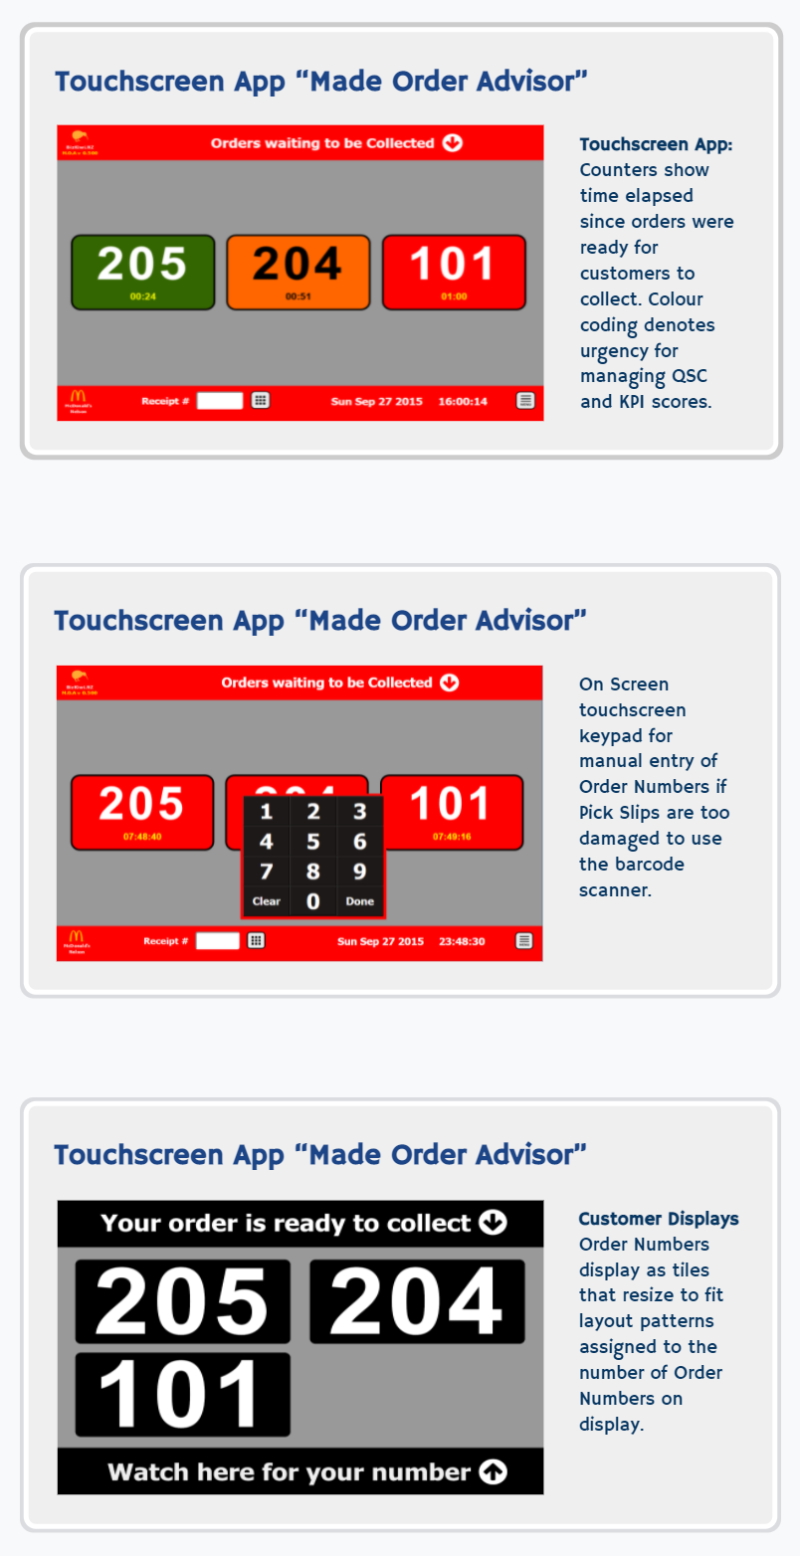 Touchscreen App “Made Order Advisor”
Orders waiting to be Collected
205
00:24
204
00:51
101
01:00
McDonald's
Nelson
Receipt #
Sun Sep 27 2015 16:00:14
Touchscreen App:
Counters show
time elapsed
since orders were
ready for
customers to
collect. Colour
coding denotes
urgency for
managing QSC
and KPI scores.
Touchscreen App “Made Order Advisor”
Orders waiting to be Collected
205
07:48:40
101
07:49:16
1 2 3
4 5 6
7 8 9
Clear 0 Done
McDonald's
Nelson
Receipt #
Sun Sep 27 2015 23:48:30
On Screen
touchscreen
keypad for
manual entry of
Order Numbers if
Pick Slips are too
damaged to use
the barcode
scanner.
Touchscreen App “Made Order Advisor”
Your order is ready to collect
205 204
101
Watch here for your number
Customer Displays
Order Numbers
display as tiles
that resize to fit
layout patterns
assigned to the
number of Order
Numbers on
display.